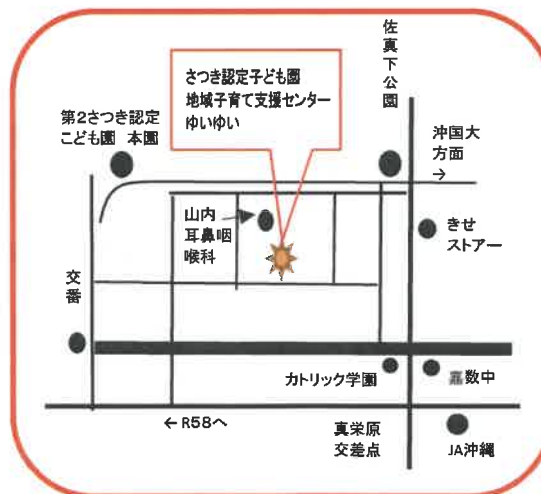 佐真下公園
さつき認定子ども園
地域子育て支援センター
ゆいゆい
第2さつき認定
こども園 本園
沖国大
方面
→
山内
耳鼻咽
喉科
きせ
ストアー
交番
カトリック学園
嘉数中
← R58へ
真栄原
交差点
JA沖縄